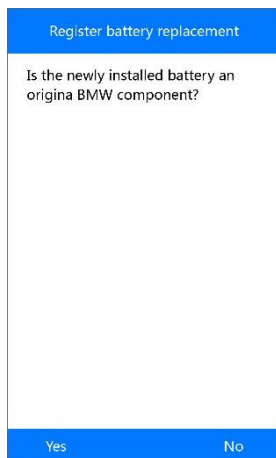 Register battery replacement
Is the newly installed battery an
origina BMW component?
Yes
No